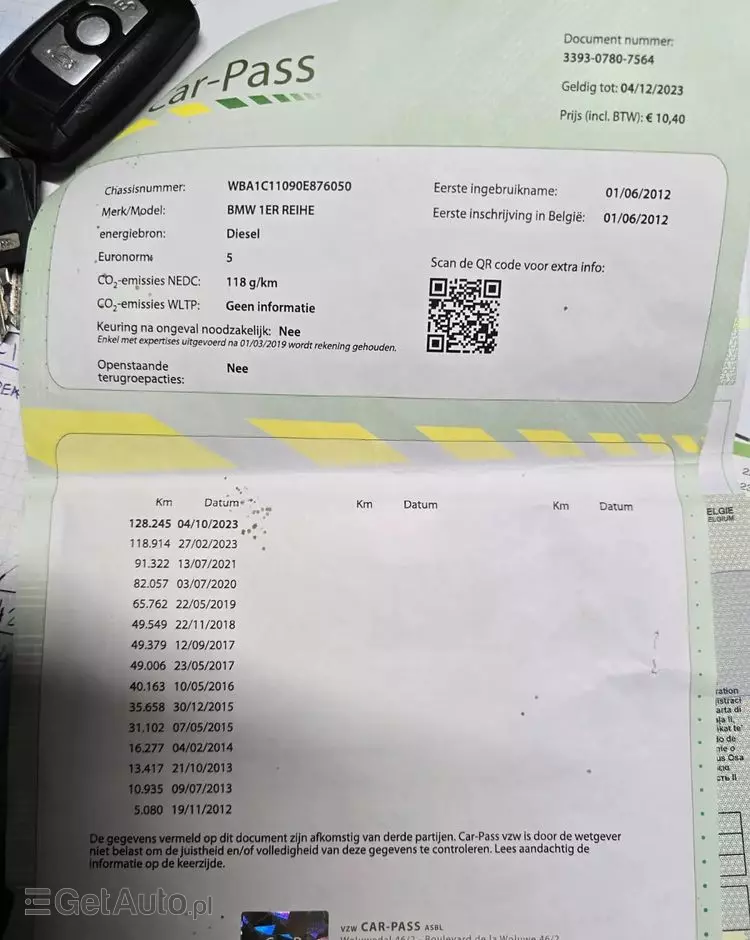 Car-Pass
Document nummer:
3393-0780-7564
Geldig tot: 04/12/2023
Prijs (incl. BTW): € 10,40
Chassisnummer: WBA1C11090E876050
Merk/Model: BMW 1ER REIHE
energiebron: Diesel
Euronorm 5
CO₂-emissies NEDC: 118 g/km
CO₂-emissies WLTP: Geen informatie
Keuring na ongeval noodzakelijk: Nee
Enkel met expertises uitgevoerd na 01/03/2019 wordt rekening gehouden.
Openstaande
terugroepacties: Nee
Eerste ingebruikname: 01/06/2012
Eerste inschrijving in België: 01/06/2012
Scan de QR code voor extra info:
Km Datum Km Datum Km Datum
128.245 04/10/2023
118.914 27/02/2023
91.322 13/07/2021
82.057 03/07/2020
65.762 22/05/2019
49.549 22/11/2018
49.379 12/09/2017
49.006 23/05/2017
40.163 10/05/2016
35.658 30/12/2015
31.102 07/05/2015
16.277 04/02/2014
13.417 21/10/2013
10.935 09/07/2013
5.080 19/11/2012
De gegevens vermeld op dit document zijn afkomstig van derde partijen. Car-Pass vzw is door de wetgever
niet belast om de juistheid en/of volledigheid van deze gegevens te controleren. Lees aandachtig de
informatie op de keerzijde.
VZW CAR-PASS ASBL
ELGIE
ELGIUM
GetAuto.pl